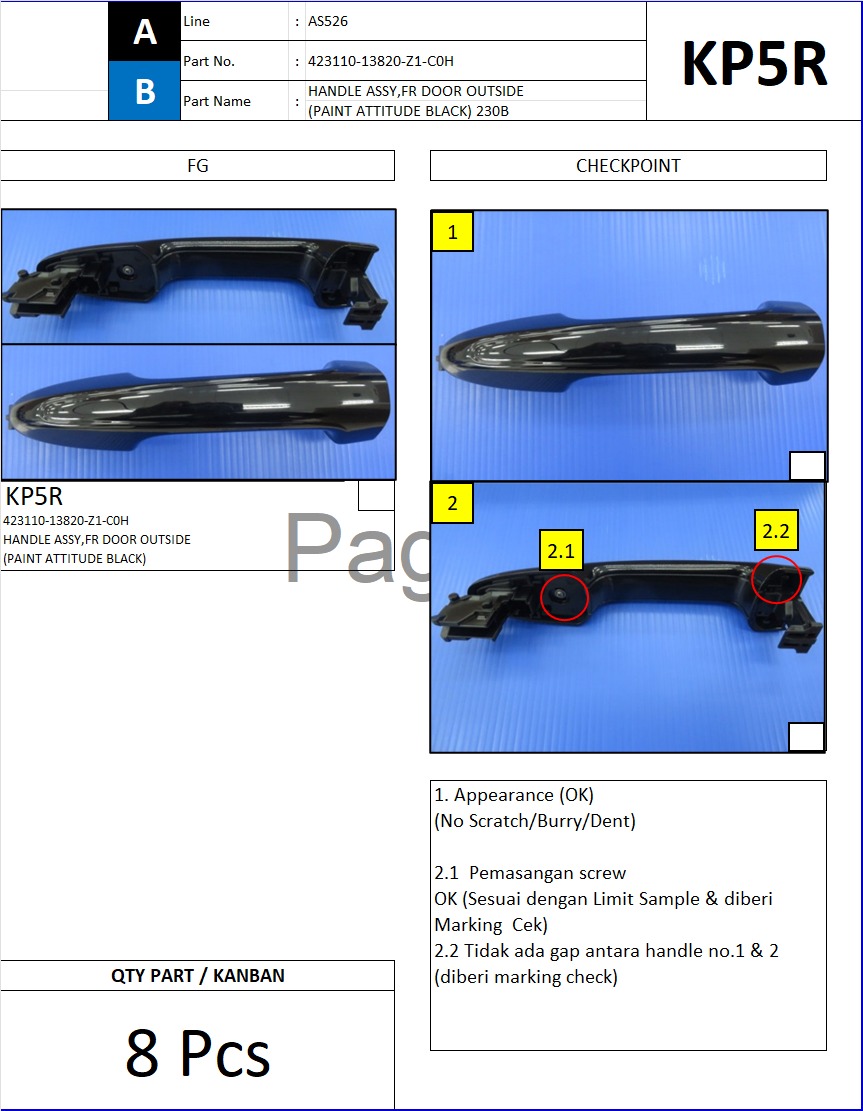 A
B
Line : AS526
Part No. : 423110-13820-Z1-C0H
Part Name : HANDLE ASSY,FR DOOR OUTSIDE
(PAINT ATTITUDE BLACK) 230B
KP5R
FG
CHECKPOINT
1
2
2.1
2.2
KP5R
423110-13820-Z1-C0H
HANDLE ASSY,FR DOOR OUTSIDE
(PAINT ATTITUDE BLACK)
Pag
1. Appearance (OK)
(No Scratch/Burry/Dent)
2.1 Pemasangan screw
OK (Sesuai dengan Limit Sample & diberi
Marking Cek)
2.2 Tidak ada gap antara handle no.1 & 2
(diberi marking check)
QTY PART / KANBAN
8 Pcs